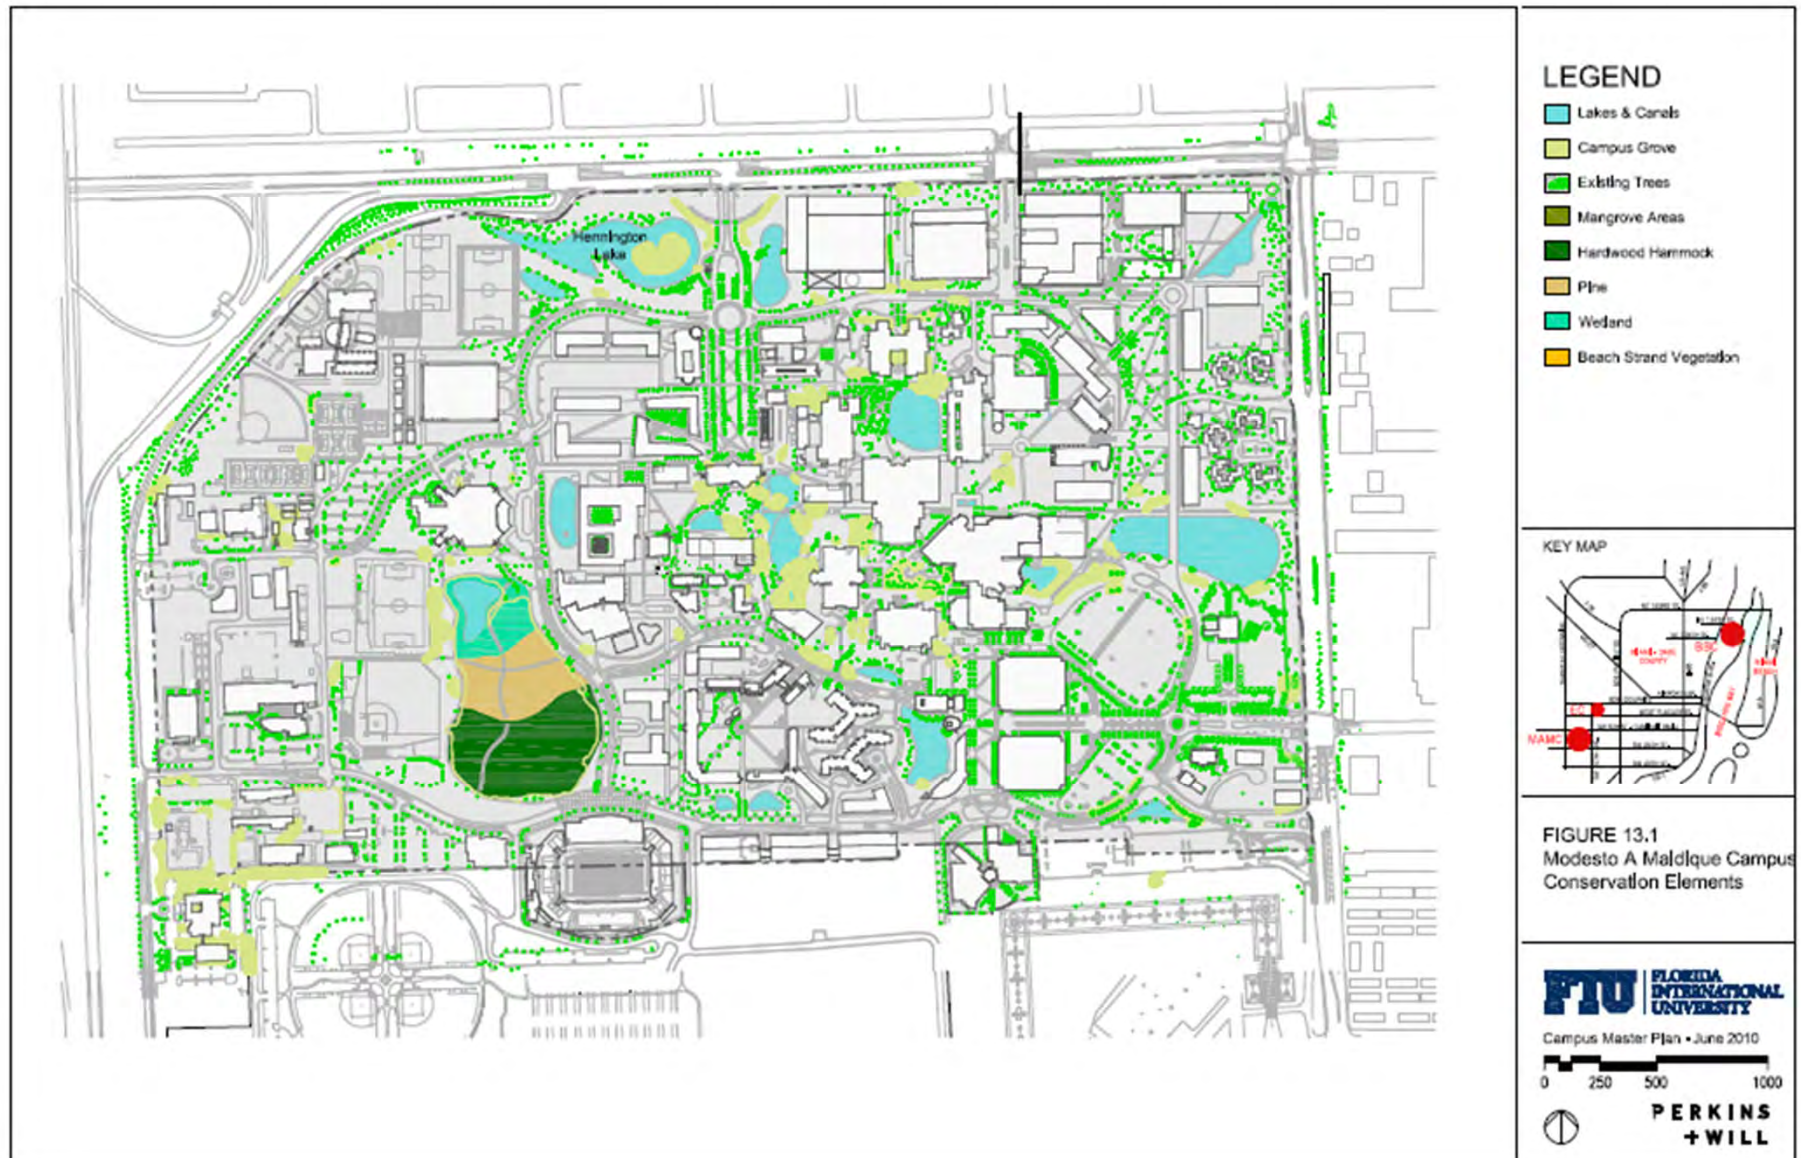 Hennington
Lake
LEGEND
Lakes & Canals
Campus Grove
Existing Trees
Mangrove Areas
Hardwood Hammock
Pine
Wetland
Beach Strand Vegetation
KEY MAP
BBC
EC
MAMC
FIGURE 13.1
Modesto A Maidique Campus
Conservation Elements
FIU
FLORIDA
INTERNATIONAL
UNIVERSITY
Campus Master Plan • June 2010
0 250 500 1000
PERKINS
+WILL